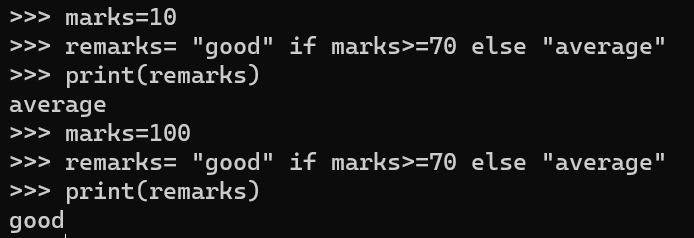 >>> marks=10
>>> remarks= "good" if marks>=70 else "average"
>>> print(remarks)
average
>>> marks=100
>>> remarks= "good" if marks>=70 else "average"
>>> print(remarks)
good